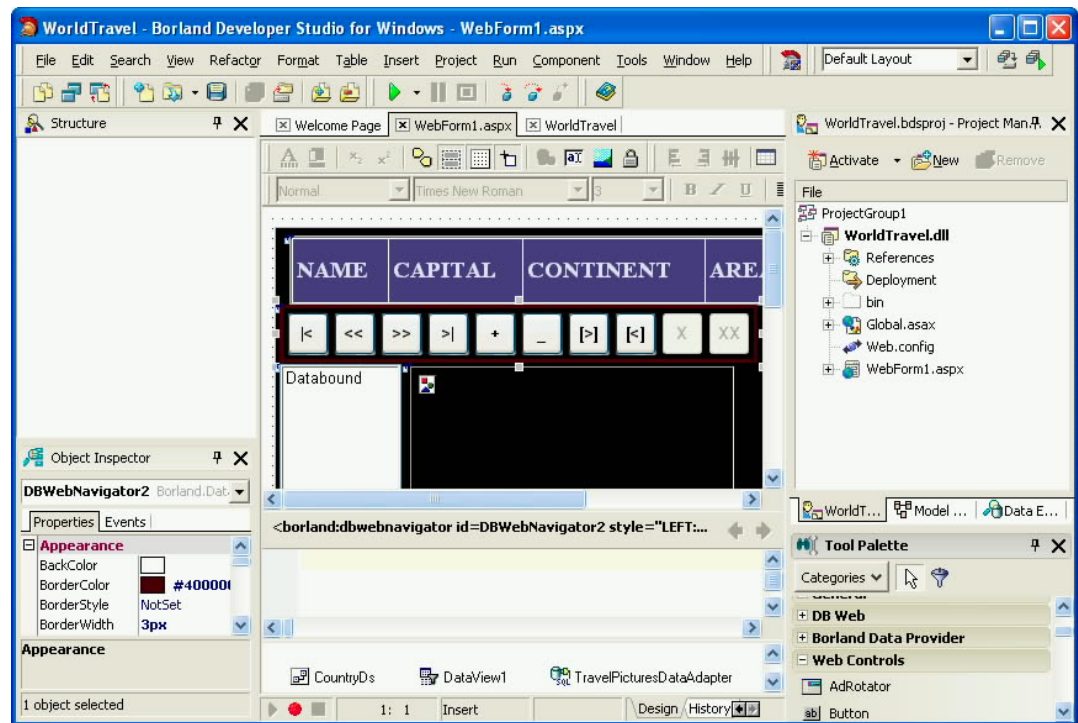 WorldTravel - Borland Developer Studio for Windows - WebForm1.aspx
File Edit Search View Refactor Format Table Insert Project Run Component Tools Window Help
Default Layout
Structure
Welcome Page WebForm1.aspx WorldTravel
Normal Times New Roman 3 B I U
NAME CAPITAL CONTINENT AREA
|< << >> >| + _ [>] [<] X XX
Databound
Object Inspector
DBWebNavigator2 Borland.Dat
Properties Events
Appearance
BackColor
BorderColor #400000
BorderStyle NotSet
BorderWidth 3px
Appearance
1 object selected
<borland:dbwebnavigator id=DBWebNavigator2 style="LEFT:...
CountryDs DataView1 TravelPicturesDataAdapter
1: 1 Insert Design History
WorldTravel.bdsproj - Project Man
Activate New Remove
File
ProjectGroup1
WorldTravel.dll
References
Deployment
bin
Global.asax
Web.config
WebForm1.aspx
WorldT... Model ... Data E...
Tool Palette
Categories
General
DB Web
Borland Data Provider
Web Controls
AdRotator
Button